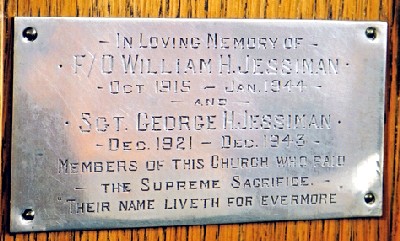 - IN LOVING MEMORY OF -
· F/O WILLIAM H. JESSIMAN ·
OCT 1915 - JAN. 1944 -
- AND -
· SGT. GEORGE H. JESSIMAN ·
- DEC. 1921 - DEC. 1943 -
MEMBERS OF THIS CHURCH WHO PAID
- THE SUPREME SACRIFICE. -
"THEIR NAME LIVETH FOR EVERMORE"